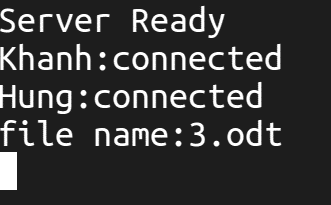 Server Ready
Khanh:connected
Hung:connected
file name:3.odt